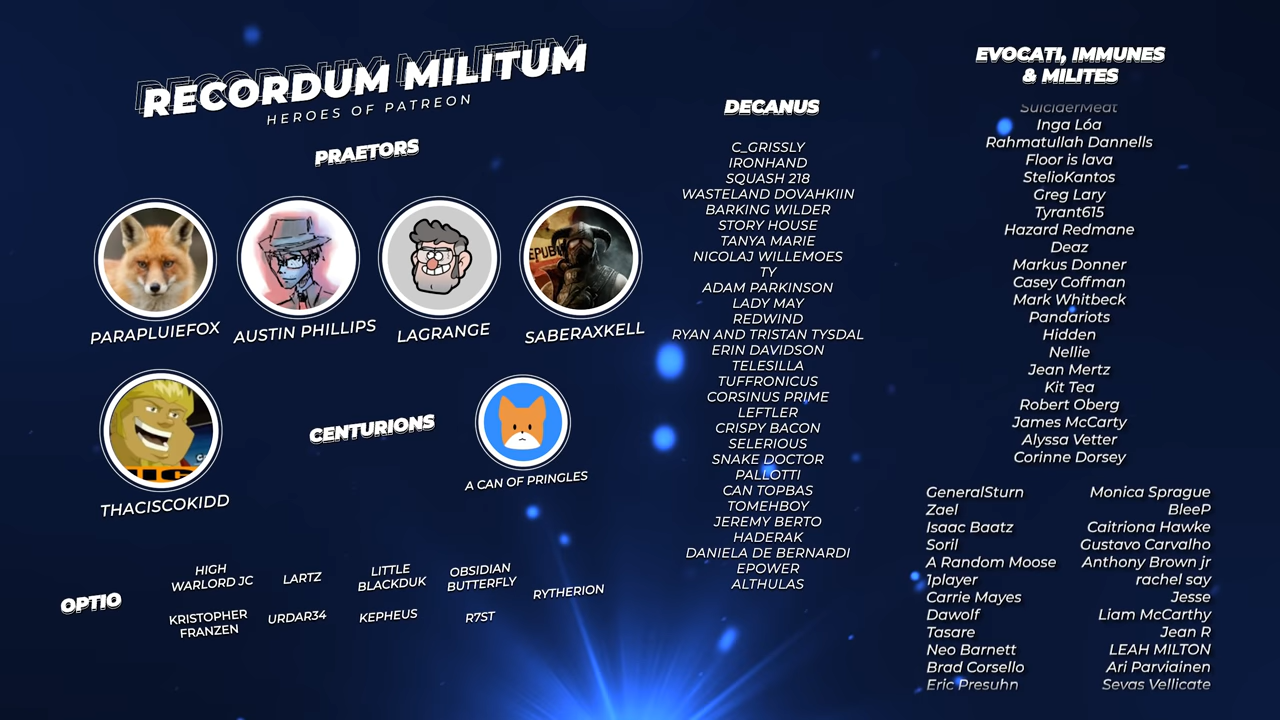 RECORDUM MILITUM
HEROES OF PATREON
PRAETORS
PARAPLUIEFOX
AUSTIN PHILLIPS
LAGRANGE
SABERAXKELL
THACISCOKIDD
CENTURIONS
A CAN OF PRINGLES
OPTIO
HIGH
WARLORD JC
LARTZ
LITTLE
BLACKDUK
OBSIDIAN
BUTTERFLY
RYTHERION
KRISTOPHER
FRANZEN
URDAR34
KEPHEUS
R7ST
DECANUS
C_GRISSLY
IRONHAND
SQUASH 218
WASTELAND DOVAHKIIN
BARKING WILDER
STORY HOUSE
TANYA MARIE
NICOLAJ WILLEMOES
TY
ADAM PARKINSON
LADY MAY
REDWIND
RYAN AND TRISTAN TYSDAL
ERIN DAVIDSON
TELESILLA
TUFFRONICUS
CORSINUS PRIME
LEFTLER
CRISPY BACON
SELERIOUS
SNAKE DOCTOR
PALLOTTI
CAN TOPBAS
TOMEHBOY
JEREMY BERTO
HADERAK
DANIELA DE BERNARDI
EPOWER
ALTHULAS
EVOCATI, IMMUNES
& MILITES
SuiciderMeat
Inga Lóa
Rahmatullah Dannells
Floor is lava
StelioKantos
Greg Lary
Tyrant615
Hazard Redmane
Deaz
Markus Donner
Casey Coffman
Mark Whitbeck
Pandariots
Hidden
Nellie
Jean Mertz
Kit Tea
Robert Oberg
James McCarty
Alyssa Vetter
Corinne Dorsey
GeneralSturn
Zael
Isaac Baatz
Soril
A Random Moose
1player
Carrie Mayes
Dawolf
Tasare
Neo Barnett
Brad Corsello
Eric Presuhn
Monica Sprague
BleeP
Caitriona Hawke
Gustavo Carvalho
Anthony Brown jr
rachel say
Jesse
Liam McCarthy
Jean R
LEAH MILTON
Ari Parviainen
Sevas Vellicate